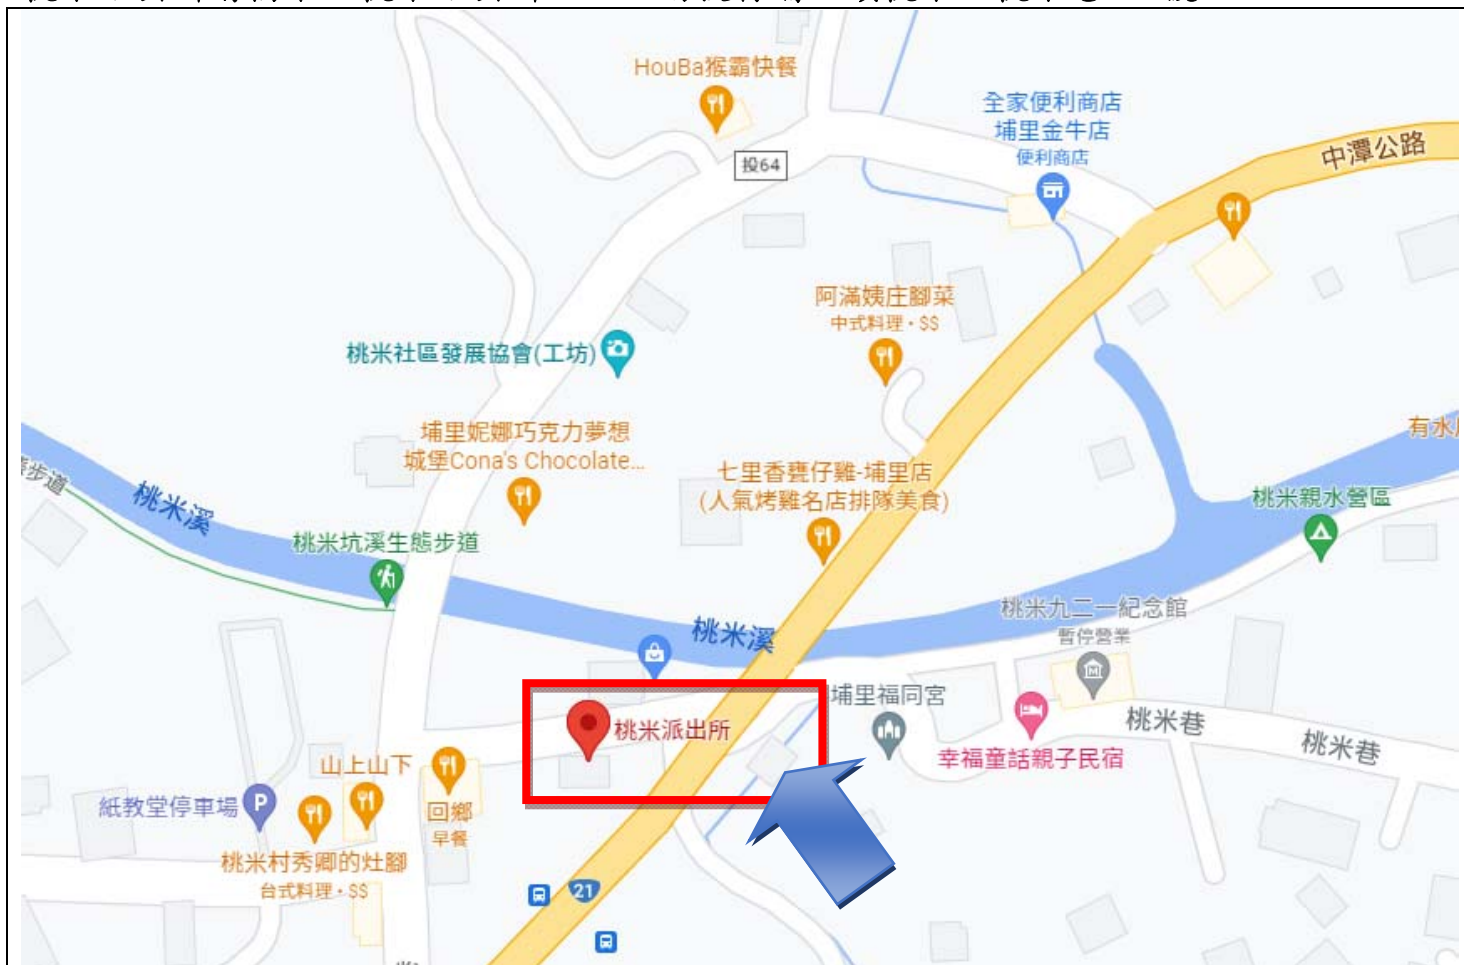 HouBa猴霸快餐
全家便利商店
埔里金牛店
便利商店
中潭公路
投64
阿滿姨庄腳菜
中式料理・$$
桃米社區發展協會(工坊)
埔里妮娜巧克力夢想
城堡Cona's Chocolate...
七里香甕仔雞-埔里店
(人氣烤雞名店排隊美食)
有水
步道
桃米溪
桃米親水營區
桃米坑溪生態步道
桃米溪
桃米九二一紀念館
暫停營業
埔里福同宮
桃米派出所
桃米巷
桃米巷
幸福童話親子民宿
山上山下
紙教堂停車場
P
回鄉
早餐
桃米村秀卿的灶腳
台式料理・$$
21